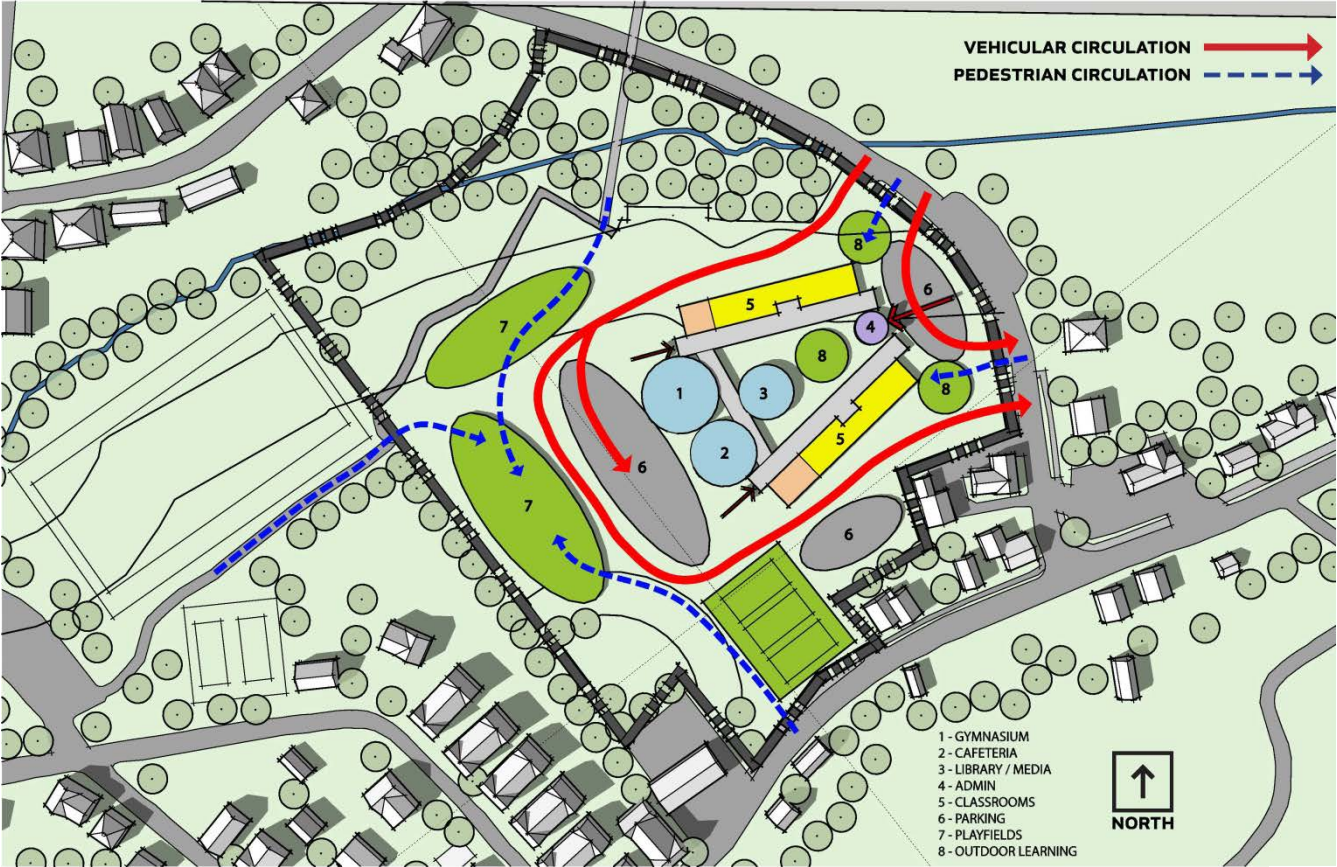 VEHICULAR CIRCULATION
PEDESTRIAN CIRCULATION
8
6
5
4
7
8
3
1
8
2
5
6
7
6
1 - GYMNASIUM
2 - CAFETERIA
3 - LIBRARY / MEDIA
4 - ADMIN
5 - CLASSROOMS
6 - PARKING
7 - PLAYFIELDS
8 - OUTDOOR LEARNING
NORTH